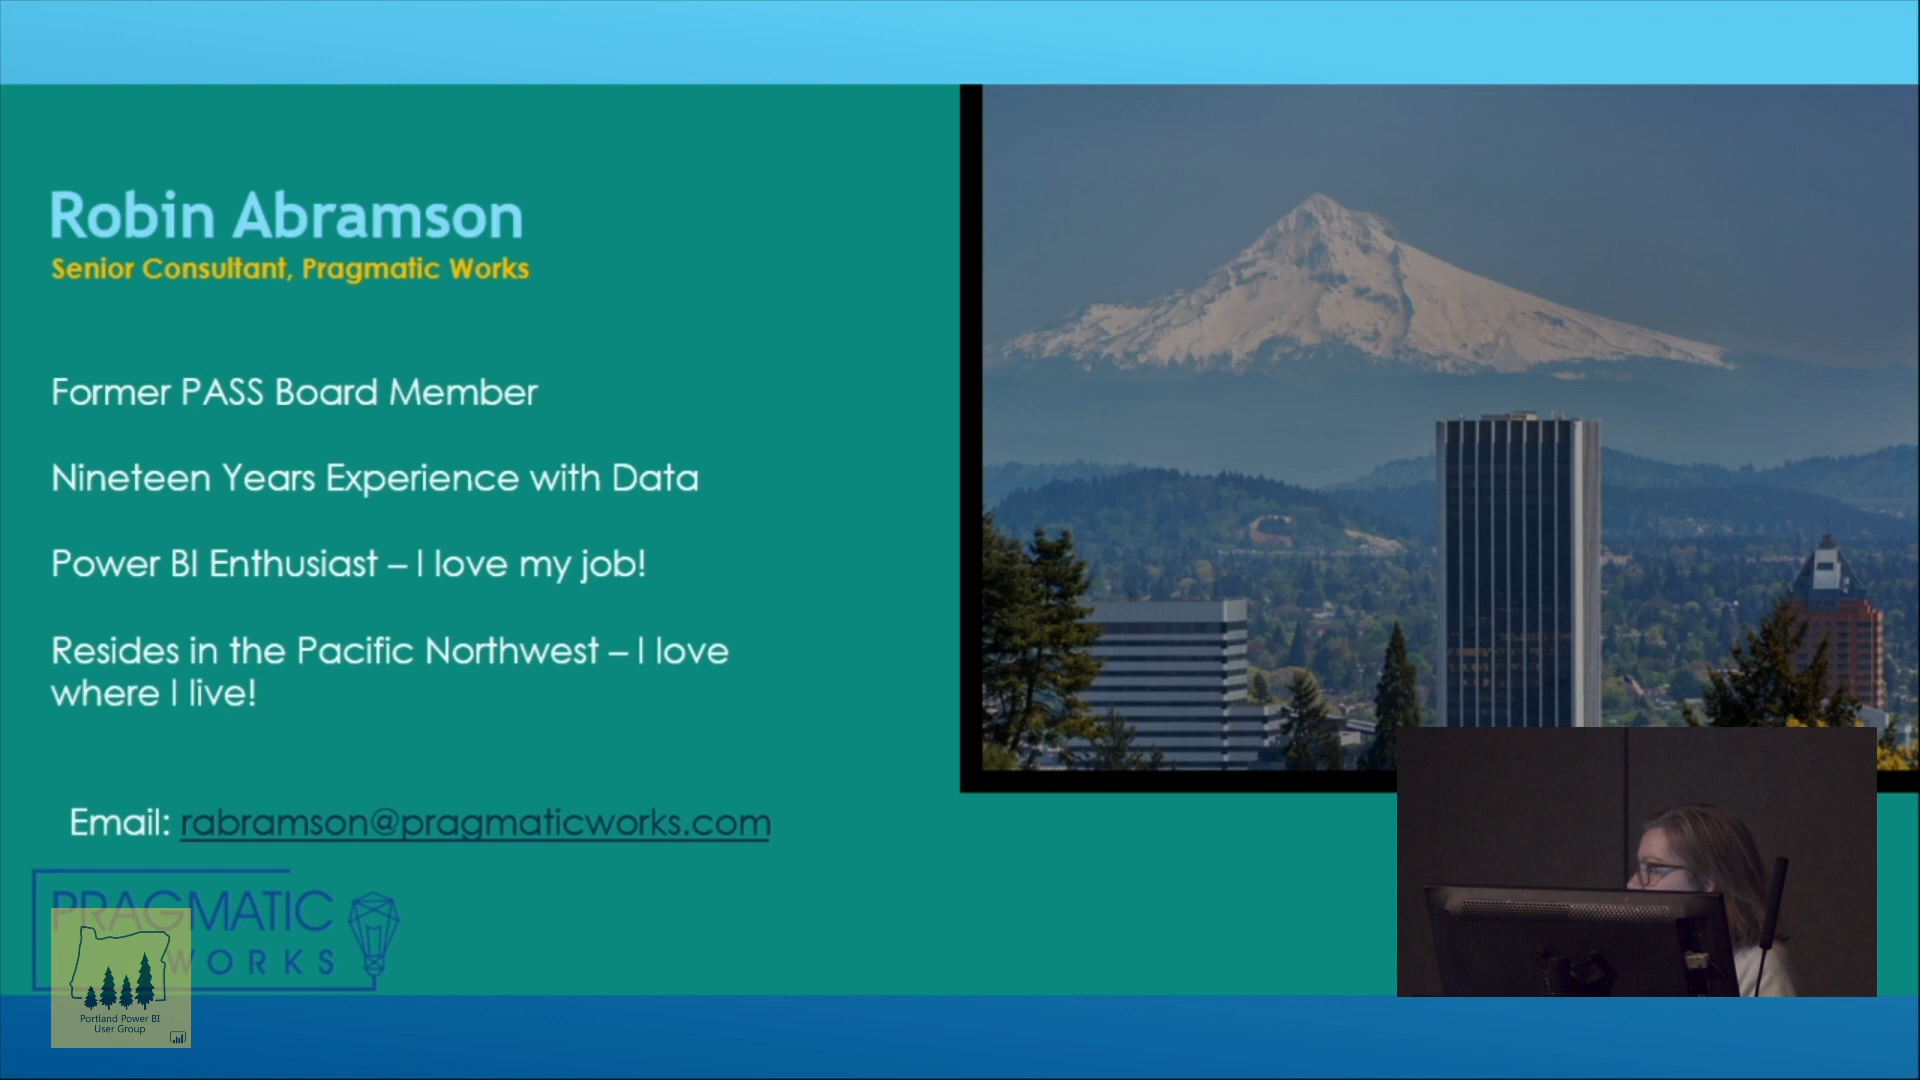 Robin Abramson
Senior Consultant, Pragmatic Works
Former PASS Board Member
Nineteen Years Experience with Data
Power BI Enthusiast – I love my job!
Resides in the Pacific Northwest – I love
where I live!
Email: rabramson@pragmaticworks.com
PRAGMATIC
WORKS
Portland Power BI
User Group